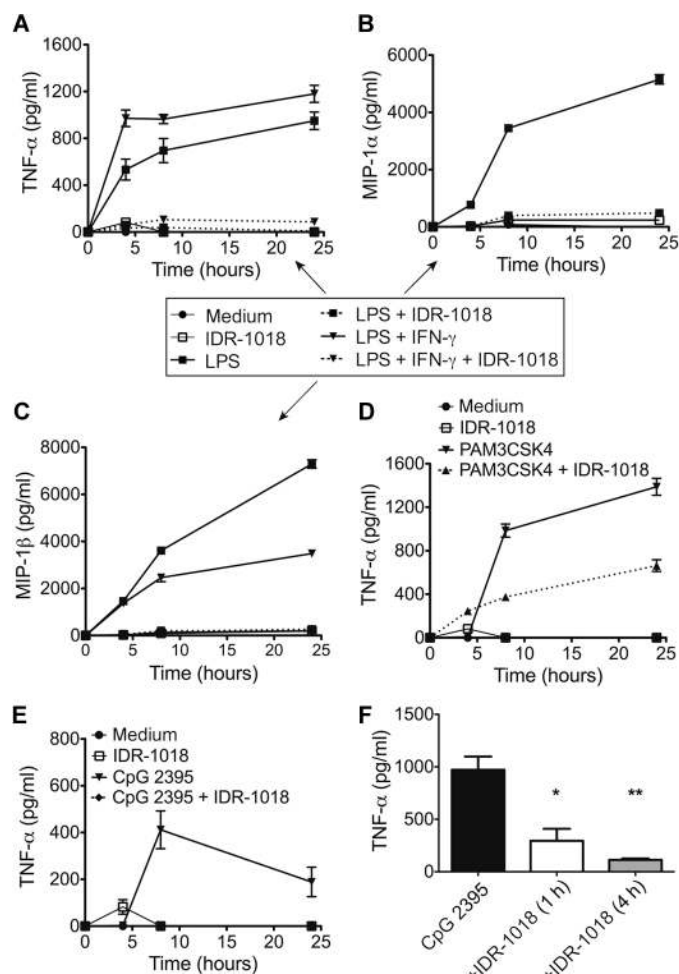 A
TNF-α (pg/ml)
1600
1200
800
400
0
0 5 10 15 20 25
Time (hours)
B
MIP-1α (pg/ml)
6000
4000
2000
0
0 5 10 15 20 25
Time (hours)
Medium
IDR-1018
LPS
LPS + IDR-1018
LPS + IFN-γ
LPS + IFN-γ + IDR-1018
C
MIP-1β (pg/ml)
8000
6000
4000
2000
0
0 5 10 15 20 25
Time (hours)
D
Medium
IDR-1018
PAM3CSK4
PAM3CSK4 + IDR-1018
TNF-α (pg/ml)
1600
1200
800
400
0
0 5 10 15 20 25
Time (hours)
E
Medium
IDR-1018
CpG 2395
CpG 2395 + IDR-1018
TNF-α (pg/ml)
800
600
400
200
0
0 5 10 15 20 25
Time (hours)
F
TNF-α (pg/ml)
1500
1000
500
0
*
**
CpG 2395
+IDR-1018 (1 h)
+IDR-1018 (4 h)